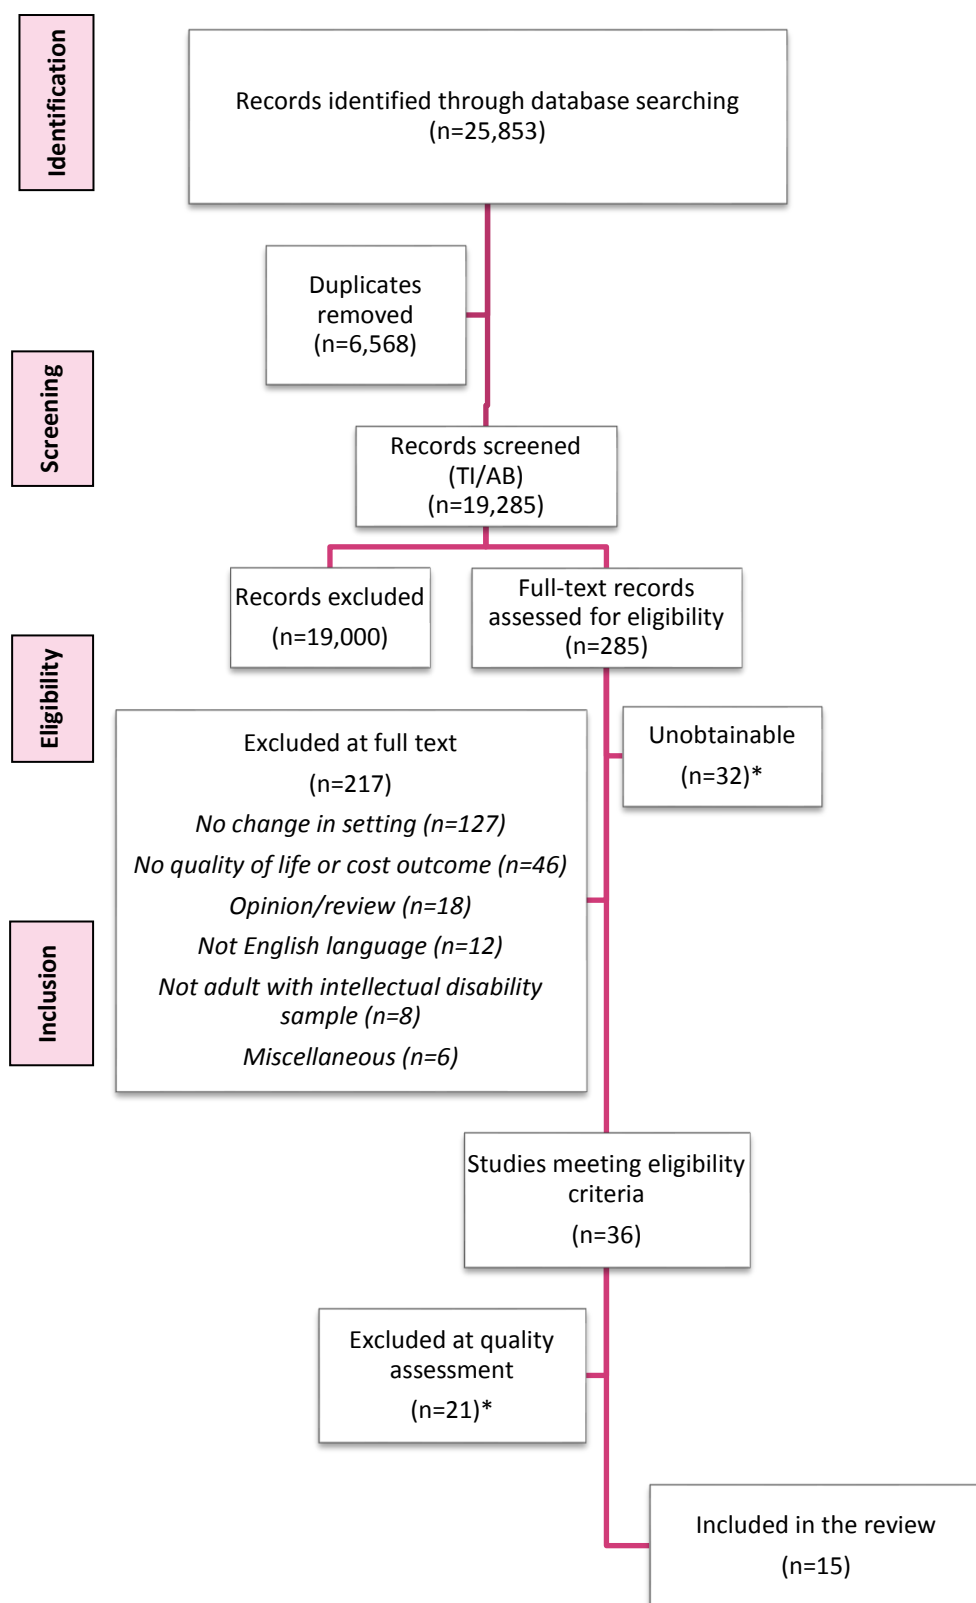 Identification
Records identified through database searching
(n=25,853)
Duplicates
removed
(n=6,568)
Screening
Records screened
(TI/AB)
(n=19,285)
Records excluded
(n=19,000)
Full-text records
assessed for eligibility
(n=285)
Eligibility
Unobtainable
(n=32)*
Excluded at full text
(n=217)
No change in setting (n=127)
No quality of life or cost outcome (n=46)
Opinion/review (n=18)
Not English language (n=12)
Not adult with intellectual disability
sample (n=8)
Miscellaneous (n=6)
Inclusion
Studies meeting eligibility
criteria
(n=36)
Excluded at quality
assessment
(n=21)*
Included in the review
(n=15)